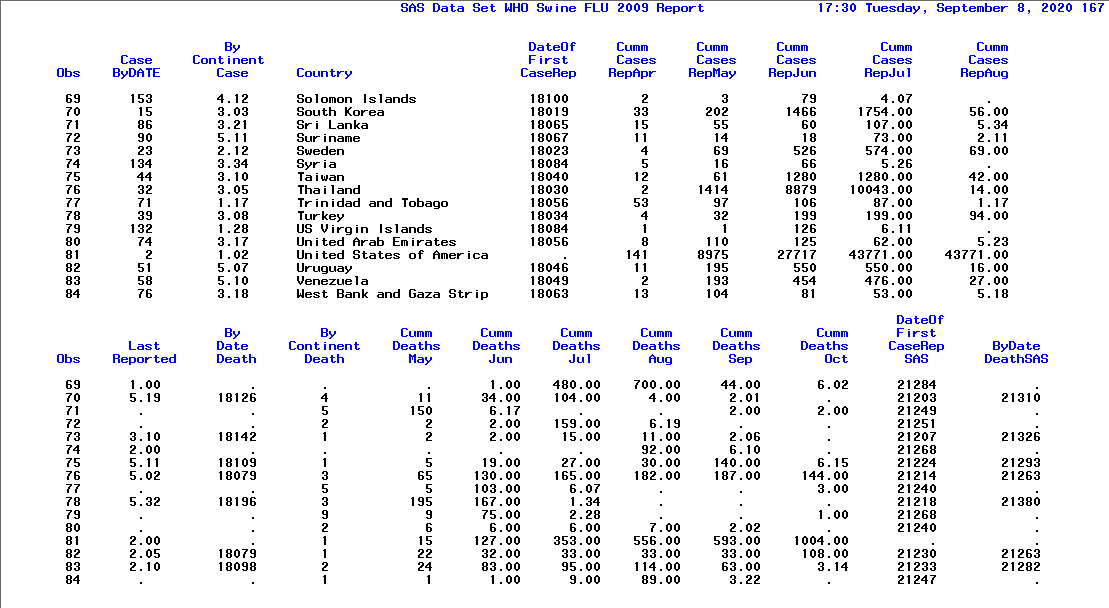 SAS Data Set WHO Swine FLU 2009 Report 17:30 Tuesday, September 8, 2020 167
By DateOf Cumm Cumm Cumm Cumm Cumm
Case Continent First Cases Cases Cases Cases Cases
Obs ByDATE Case Country CaseRep RepApr RepMay RepJun RepJul RepAug
69 153 4.12 Solomon Islands 18100 2 3 79 4.07 .
70 15 3.03 South Korea 18019 33 202 1466 1754.00 56.00
71 86 3.21 Sri Lanka 18065 15 55 60 107.00 5.34
72 90 5.11 Suriname 18067 11 14 18 73.00 2.11
73 23 2.12 Sweden 18023 4 69 526 574.00 69.00
74 134 3.34 Syria 18084 5 16 66 5.26 .
75 44 3.10 Taiwan 18040 12 61 1280 1280.00 42.00
76 32 3.05 Thailand 18030 2 1414 8879 10043.00 14.00
77 71 1.17 Trinidad and Tobago 18056 53 97 106 87.00 1.17
78 39 3.08 Turkey 18034 4 32 199 199.00 94.00
79 132 1.28 US Virgin Islands 18084 1 1 126 6.11 .
80 74 3.17 United Arab Emirates 18056 8 110 125 62.00 5.23
81 2 1.02 United States of America . 141 8975 27717 43771.00 43771.00
82 51 5.07 Uruguay 18046 11 195 550 550.00 16.00
83 58 5.10 Venezuela 18049 2 193 454 476.00 27.00
84 76 3.18 West Bank and Gaza Strip 18063 13 104 81 53.00 5.18
DateOf
By By Cumm Cumm Cumm Cumm Cumm Cumm First
Last Date Continent Deaths Deaths Deaths Deaths Deaths Deaths CaseRep ByDate
Obs Reported Death Death May Jun Jul Aug Sep Oct SAS DeathSAS
69 1.00 . . . 1.00 480.00 700.00 44.00 6.02 21284 .
70 5.19 18126 4 11 34.00 104.00 4.00 2.01 . 21203 21310
71 . . 5 150 6.17 . . 2.00 2.00 21249 .
72 . . 2 2 2.00 159.00 6.19 . . 21251 .
73 3.10 18142 1 2 2.00 15.00 11.00 2.06 . 21207 21326
74 2.00 . . . . . 92.00 6.10 . 21268 .
75 5.11 18109 1 5 19.00 27.00 30.00 140.00 6.15 21224 21293
76 5.02 18079 3 65 130.00 165.00 182.00 187.00 144.00 21214 21263
77 . . 5 5 103.00 6.07 . . 3.00 21240 .
78 5.32 18196 3 195 167.00 1.34 . . . 21218 21380
79 . . 9 9 75.00 2.28 . . 1.00 21268 .
80 . . 2 6 6.00 6.00 7.00 2.02 . 21240 .
81 2.00 . 1 15 127.00 353.00 556.00 593.00 1004.00 . .
82 2.05 18079 1 22 32.00 33.00 33.00 33.00 108.00 21230 21263
83 2.10 18098 2 24 83.00 95.00 114.00 63.00 3.14 21233 21282
84 . . 1 1 1.00 9.00 89.00 3.22 . 21247 .